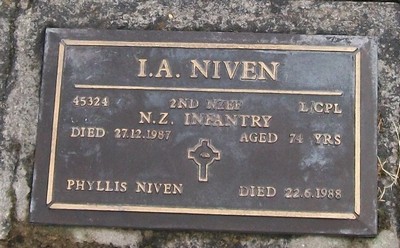 I.A. NIVEN
45324 2ND NZEF L/CPL
N.Z. INFANTRY
DIED 27.12.1987 AGED 74 YRS
PHYLLIS NIVEN DIED 22.6.1988